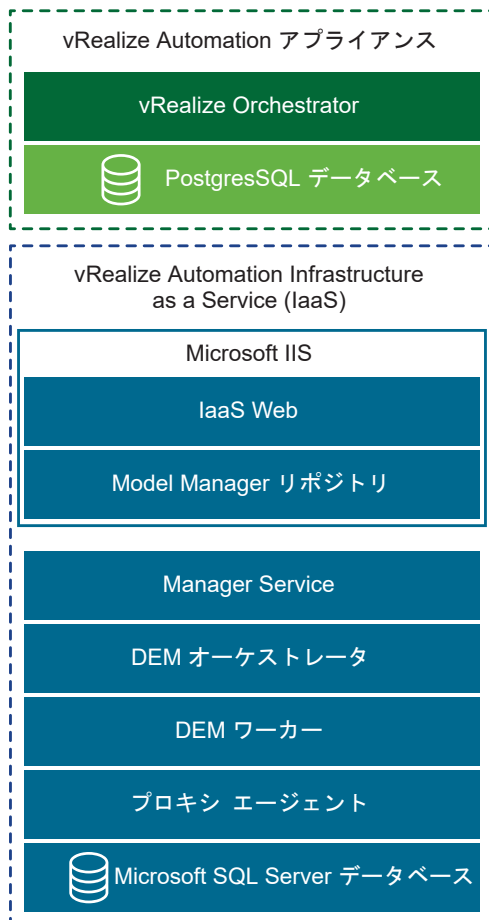 vRealize Automation アプライアンス
vRealize Orchestrator
PostgresSQL データベース
vRealize Automation Infrastructure
as a Service (IaaS)
Microsoft IIS
IaaS Web
Model Manager リポジトリ
Manager Service
DEM オーケストレータ
DEM ワーカー
プロキシ エージェント
Microsoft SQL Server データベース